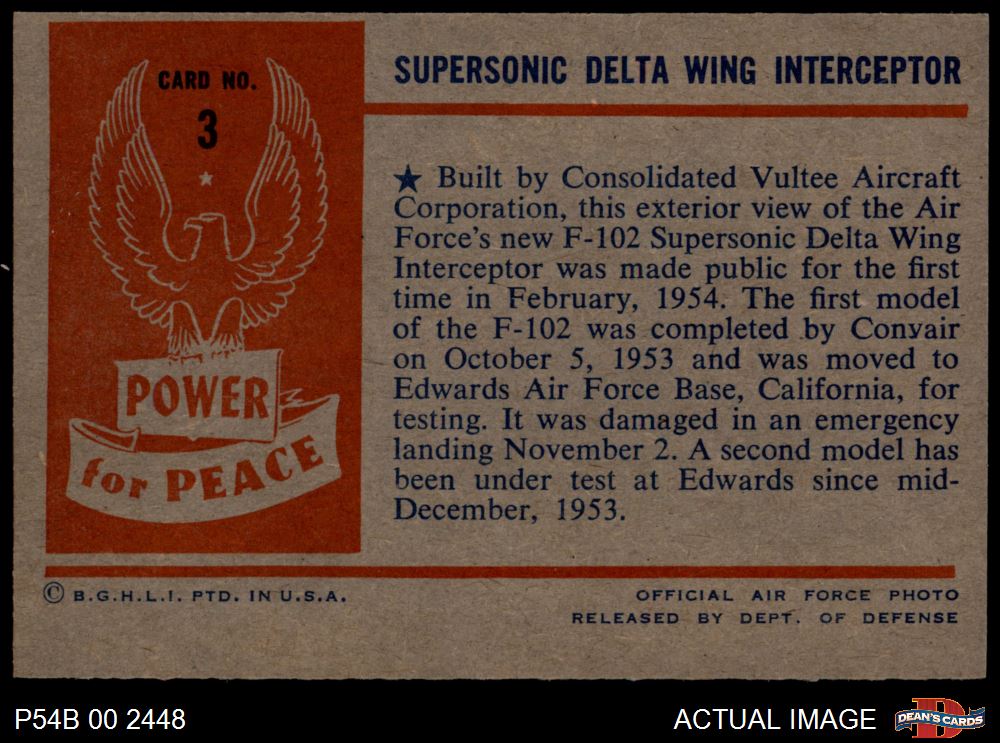 CARD NO.
3
POWER
for PEACE
SUPERSONIC DELTA WING INTERCEPTOR
★ Built by Consolidated Vultee Aircraft
Corporation, this exterior view of the Air
Force's new F-102 Supersonic Delta Wing
Interceptor was made public for the first
time in February, 1954. The first model
of the F-102 was completed by Convair
on October 5, 1953 and was moved to
Edwards Air Force Base, California, for
testing. It was damaged in an emergency
landing November 2. A second model has
been under test at Edwards since mid-
December, 1953.
© B.G.H.L.I. PTD. IN U.S.A.
OFFICIAL AIR FORCE PHOTO
RELEASED BY DEPT. OF DEFENSE
P54B 00 2448
ACTUAL IMAGE
D
DEAN'S CARDS